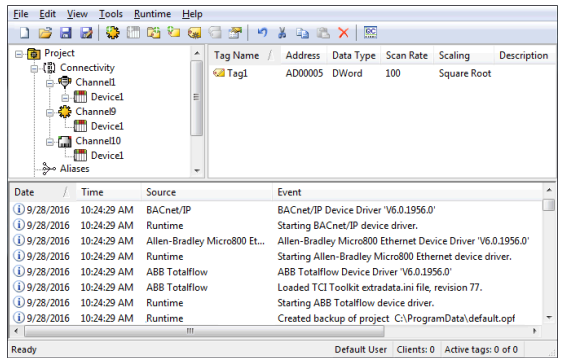 File Edit View Tools Runtime Help
Project
Connectivity
Channel1
Device1
Channel9
Device1
Channel10
Device1
Aliases
Tag Name / Address Data Type Scan Rate Scaling Description
Tag1 AD00005 DWord 100 Square Root
Date / Time Source Event
9/28/2016 10:24:29 AM BACnet/IP BACnet/IP Device Driver 'V6.0.1956.0'
9/28/2016 10:24:29 AM Runtime Starting BACnet/IP device driver.
9/28/2016 10:24:29 AM Allen-Bradley Micro800 Et... Allen-Bradley Micro800 Ethernet Device Driver 'V6.0.1956.0'
9/28/2016 10:24:29 AM Runtime Starting Allen-Bradley Micro800 Ethernet device driver.
9/28/2016 10:24:29 AM ABB Totalflow ABB Totalflow Device Driver 'V6.0.1956.0'
9/28/2016 10:24:29 AM ABB Totalflow Loaded TCI Toolkit extradata.ini file, revision 77.
9/28/2016 10:24:29 AM Runtime Starting ABB Totalflow device driver.
9/28/2016 10:24:29 AM Runtime Created backup of project C:\ProgramData\default.opf
Ready Default User Clients: 0 Active tags: 0 of 0